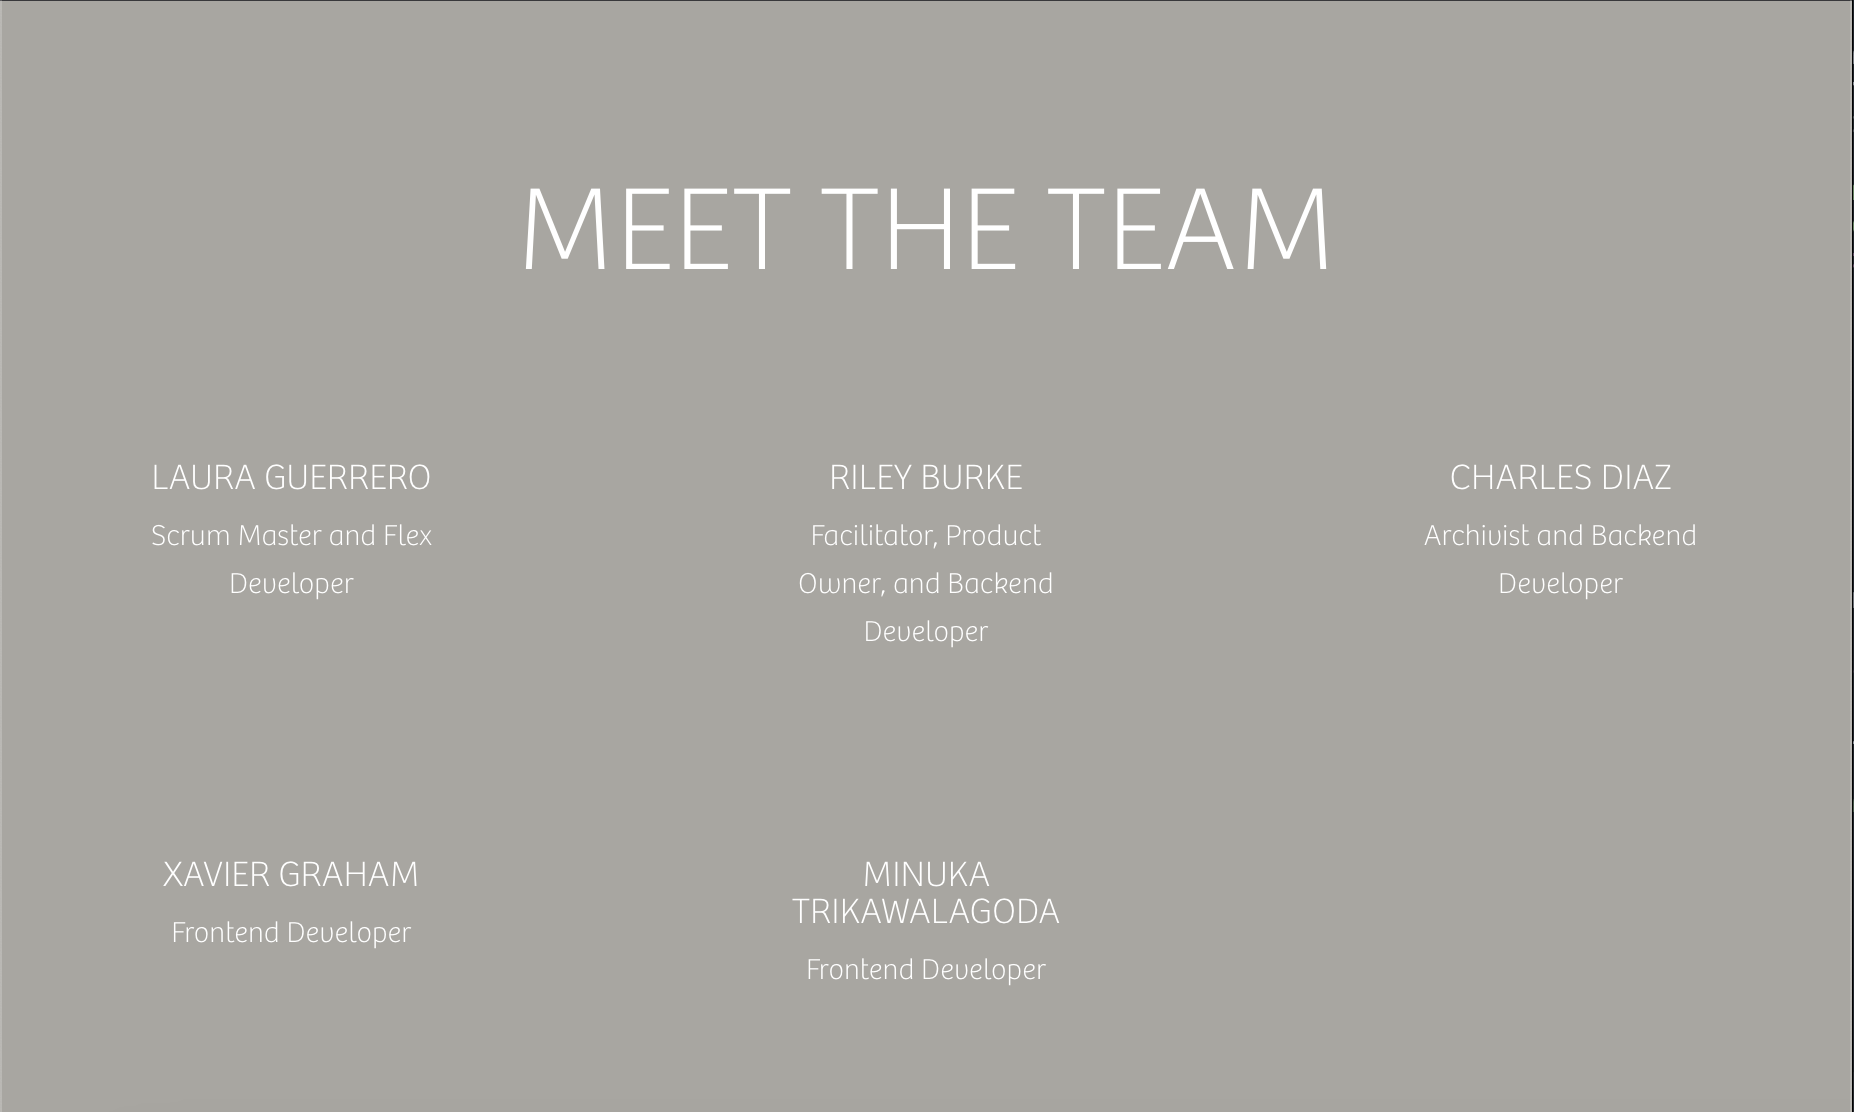 MEET THE TEAM
LAURA GUERRERO
Scrum Master and Flex
Developer
RILEY BURKE
Facilitator, Product
Owner, and Backend
Developer
CHARLES DIAZ
Archivist and Backend
Developer
XAVIER GRAHAM
Frontend Developer
MINUKA
TRIKAWALAGODA
Frontend Developer